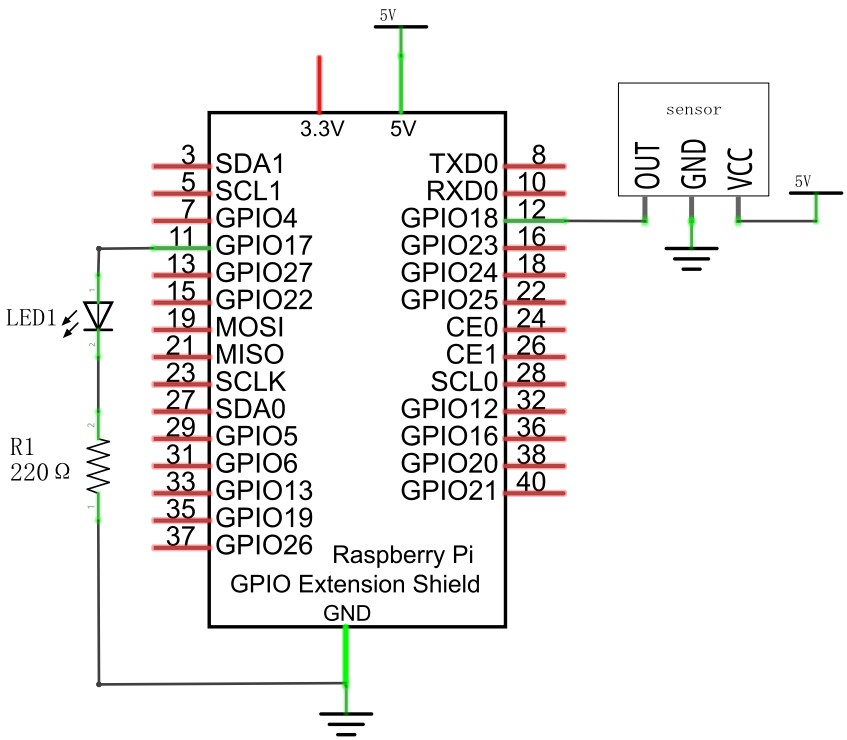 5V
3.3V 5V
sensor
OUT GND VCC
5V
3 SDA1 TXD0 8
5 SCL1 RXD0 10
7 GPIO4 GPIO18 12
11 GPIO17 GPIO23 16
13 GPIO27 GPIO24 18
15 GPIO22 GPIO25 22
19 MOSI CE0 24
21 MISO CE1 26
23 SCLK SCL0 28
27 SDA0 GPIO12 32
29 GPIO5 GPIO16 36
31 GPIO6 GPIO20 38
33 GPIO13 GPIO21 40
35 GPIO19
37 GPIO26
1
LED1
2
2
R1
220Ω
1
Raspberry Pi
GPIO Extension Shield
GND